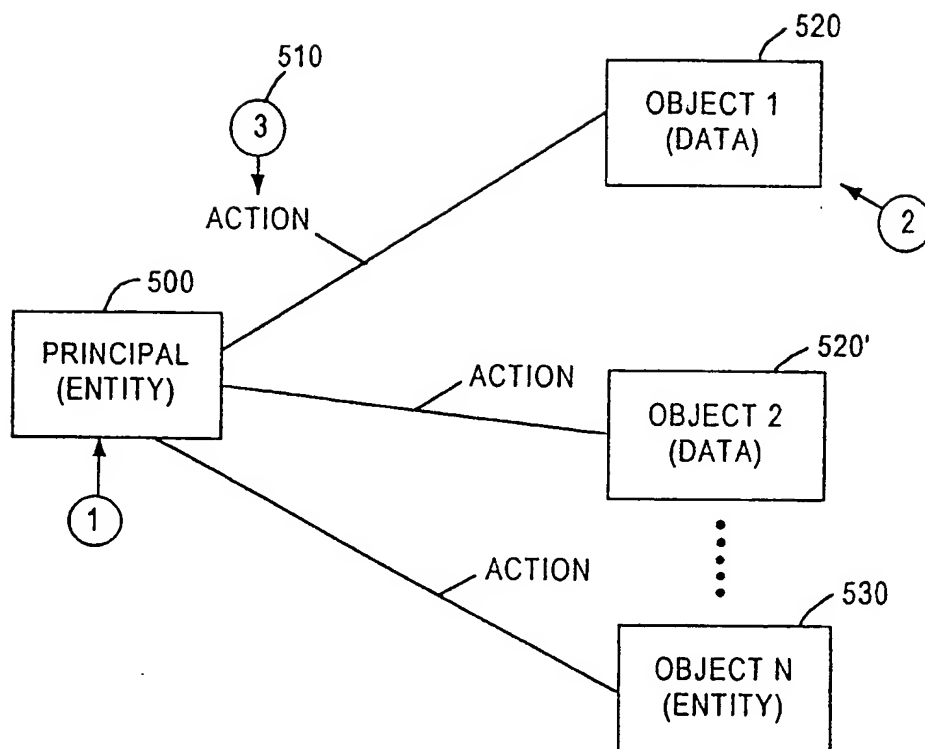 510
3
ACTION
520
OBJECT 1
(DATA)
2
500
PRINCIPAL
(ENTITY)
1
ACTION
520'
OBJECT 2
(DATA)
ACTION
530
OBJECT N
(ENTITY)